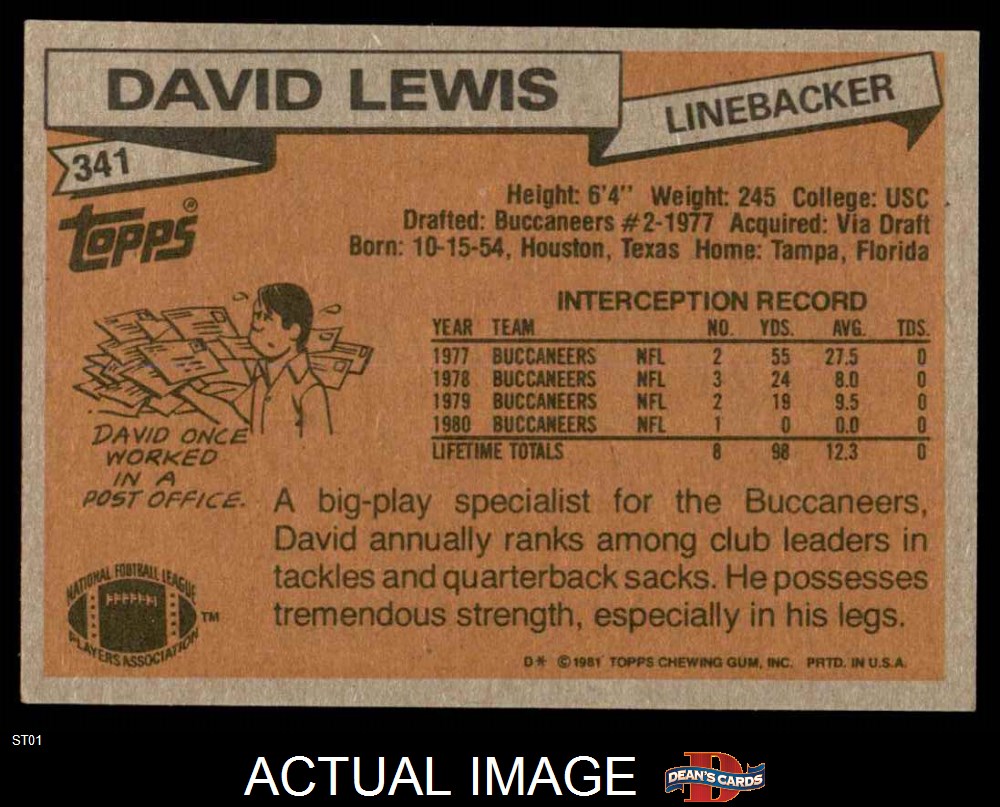 DAVID LEWIS
LINEBACKER
341
TOPPS®
Height: 6'4" Weight: 245 College: USC
Drafted: Buccaneers #2-1977 Acquired: Via Draft
Born: 10-15-54, Houston, Texas Home: Tampa, Florida
INTERCEPTION RECORD
YEAR TEAM NO. YDS. AVG. TDS.
1977 BUCCANEERS NFL 2 55 27.5 0
1978 BUCCANEERS NFL 3 24 8.0 0
1979 BUCCANEERS NFL 2 19 9.5 0
1980 BUCCANEERS NFL 1 0 0.0 0
LIFETIME TOTALS 8 98 12.3 0
DAVID ONCE
WORKED
IN A
POST OFFICE.
A big-play specialist for the Buccaneers,
David annually ranks among club leaders in
tackles and quarterback sacks. He possesses
tremendous strength, especially in his legs.
NATIONAL FOOTBALL LEAGUE
PLAYERS ASSOCIATION
TM
D* ©1981 TOPPS CHEWING GUM, INC. PRTD. IN U.S.A.
ST01
ACTUAL IMAGE
DEAN'S CARDS